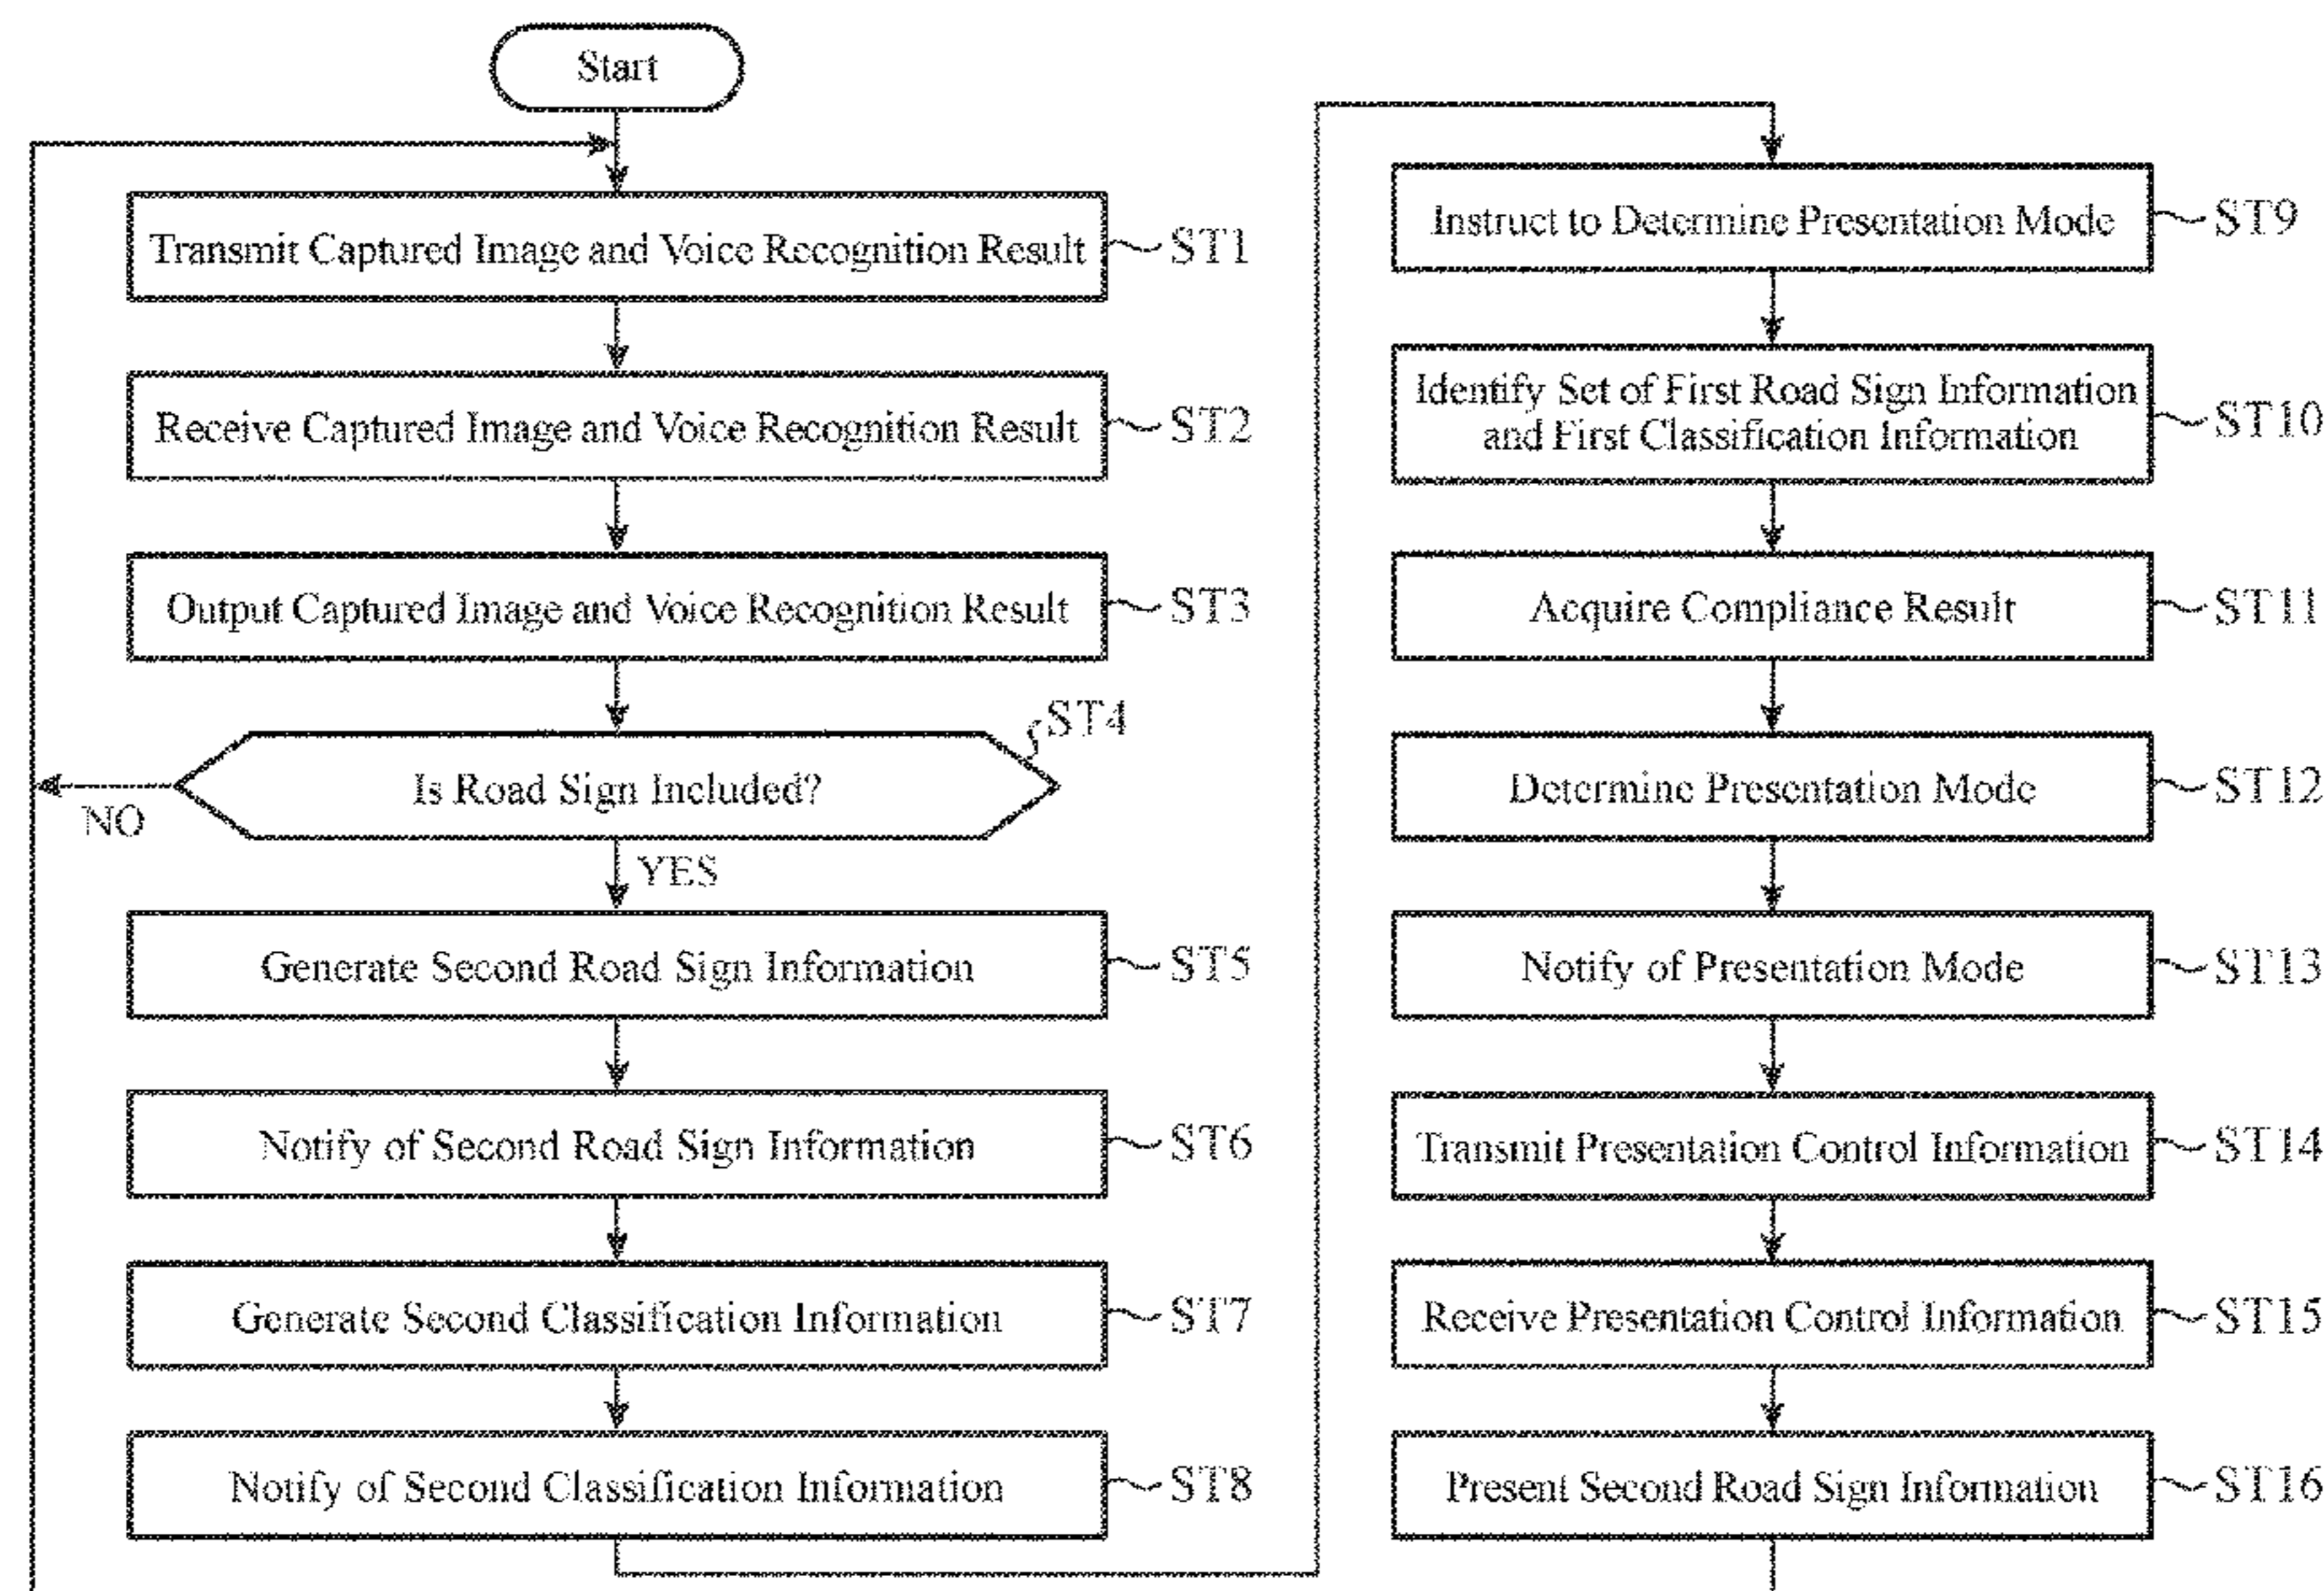 Start
Transmit Captured Image and Voice Recognition Result
ST1
Receive Captured Image and Voice Recognition Result
ST2
Output Captured Image and Voice Recognition Result
ST3
ST4
Is Road Sign Included?
NO
YES
Generate Second Road Sign Information
ST5
Notify of Second Road Sign Information
ST6
Generate Second Classification Information
ST7
Notify of Second Classification Information
ST8
Instruct to Determine Presentation Mode
ST9
Identify Set of First Road Sign Information
and First Classification Information
ST10
Acquire Compliance Result
ST11
Determine Presentation Mode
ST12
Notify of Presentation Mode
ST13
Transmit Presentation Control Information
ST14
Receive Presentation Control Information
ST15
Present Second Road Sign Information
ST16